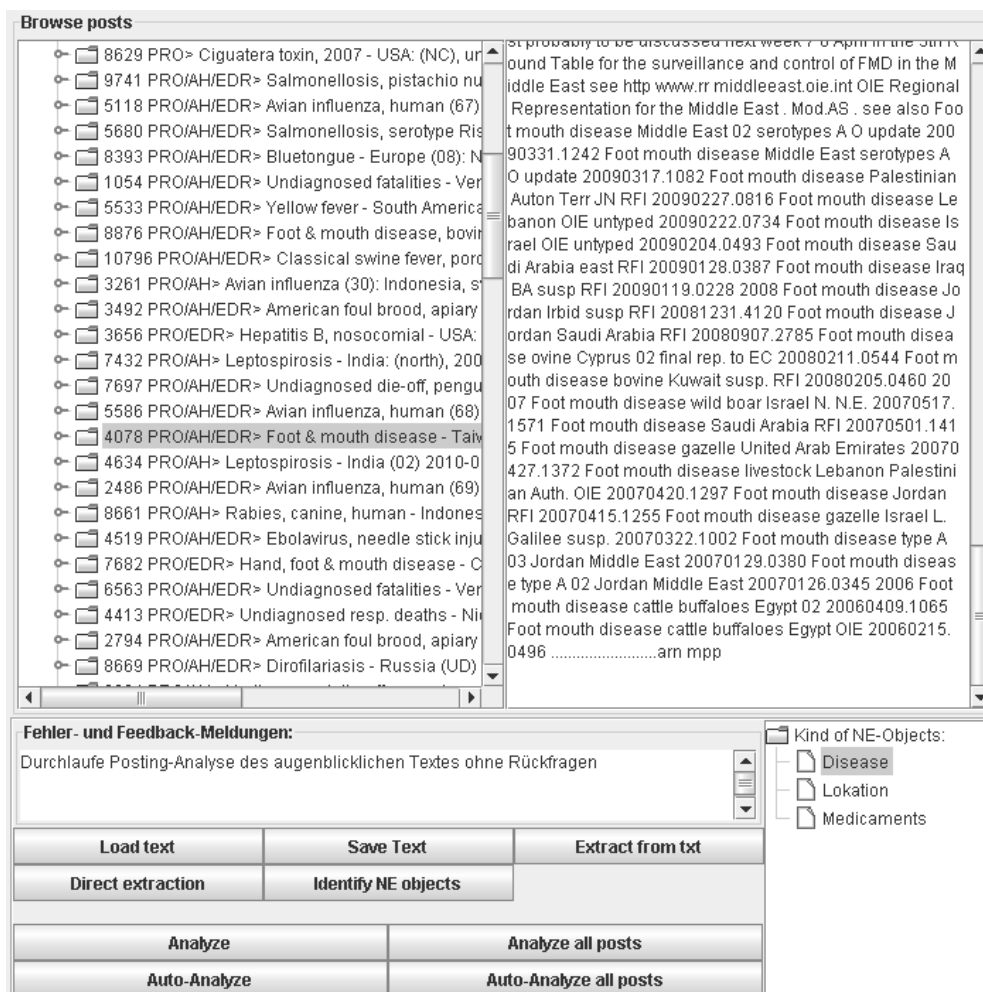 Browse posts
8629 PRO> Ciguatera toxin, 2007 - USA: (NC), ur
9741 PRO/AH/EDR> Salmonellosis, pistachio nu
5118 PRO/AH/EDR> Avian influenza, human (67)
5680 PRO/AH/EDR> Salmonellosis, serotype Ris
8393 PRO/AH/EDR> Bluetongue - Europe (08): N
1054 PRO/AH/EDR> Undiagnosed fatalities - Ver
5533 PRO/AH/EDR> Yellow fever - South America
8876 PRO/AH/EDR> Foot & mouth disease, bovin
10796 PRO/AH/EDR> Classical swine fever, porc
3261 PRO/AH> Avian influenza (30): Indonesia, s
3492 PRO/AH/EDR> American foul brood, apiary
3656 PRO/EDR> Hepatitis B, nosocomial - USA:
7432 PRO/AH> Leptospirosis - India: (north), 200
7697 PRO/AH/EDR> Undiagnosed die-off, pengu
5586 PRO/AH/EDR> Avian influenza, human (68)
4078 PRO/AH/EDR> Foot & mouth disease - Taiw
4634 PRO/AH> Leptospirosis - India (02) 2010-0
2486 PRO/AH/EDR> Avian influenza, human (69)
8661 PRO/AH> Rabies, canine, human - Indones
4519 PRO/AH/EDR> Ebolavirus, needle stick inju
7682 PRO/EDR> Hand, foot & mouth disease - C
6563 PRO/AH/EDR> Undiagnosed fatalities - Ver
4413 PRO/EDR> Undiagnosed resp. deaths - Ni
2794 PRO/AH/EDR> American foul brood, apiary
8669 PRO/AH/EDR> Dirofilariasis - Russia (UD)
st probably to be discussed next week 7 8 April in the 5th R
ound Table for the surveillance and control of FMD in the M
iddle East see http www.rr middleeast.oie.int OIE Regional
Representation for the Middle East . Mod.AS . see also Foo
t mouth disease Middle East 02 serotypes A O update 200
90331.1242 Foot mouth disease Middle East serotypes A
O update 20090317.1082 Foot mouth disease Palestinian
Auton Terr JN RFI 20090227.0816 Foot mouth disease Le
banon OIE untyped 20090222.0734 Foot mouth disease Is
rael OIE untyped 20090204.0493 Foot mouth disease Sau
di Arabia east RFI 20090128.0387 Foot mouth disease Iraq
BA susp RFI 20090119.0228 2008 Foot mouth disease Jo
rdan Irbid susp RFI 20081231.4120 Foot mouth disease J
ordan Saudi Arabia RFI 20080907.2785 Foot mouth disea
se ovine Cyprus 02 final rep. to EC 20080211.0544 Foot m
outh disease bovine Kuwait susp. RFI 20080205.0460 20
07 Foot mouth disease wild boar Israel N. N.E. 20070517.
1571 Foot mouth disease Saudi Arabia RFI 20070501.141
5 Foot mouth disease gazelle United Arab Emirates 20070
427.1372 Foot mouth disease livestock Lebanon Palestini
an Auth. OIE 20070420.1297 Foot mouth disease Jordan
RFI 20070415.1255 Foot mouth disease gazelle Israel L.
Galilee susp. 20070322.1002 Foot mouth disease type A
03 Jordan Middle East 20070129.0380 Foot mouth diseas
e type A 02 Jordan Middle East 20070126.0345 2006 Foot
mouth disease cattle buffaloes Egypt 02 20060409.1065
Foot mouth disease cattle buffaloes Egypt OIE 20060215.
0496 .........................arn mpp
Fehler- und Feedback-Meldungen:
Durchlaufe Posting-Analyse des augenblicklichen Textes ohne Rückfragen
Load text
Save Text
Extract from txt
Direct extraction
Identify NE objects
Analyze
Analyze all posts
Auto-Analyze
Auto-Analyze all posts
Kind of NE-Objects:
Disease
Lokation
Medicaments